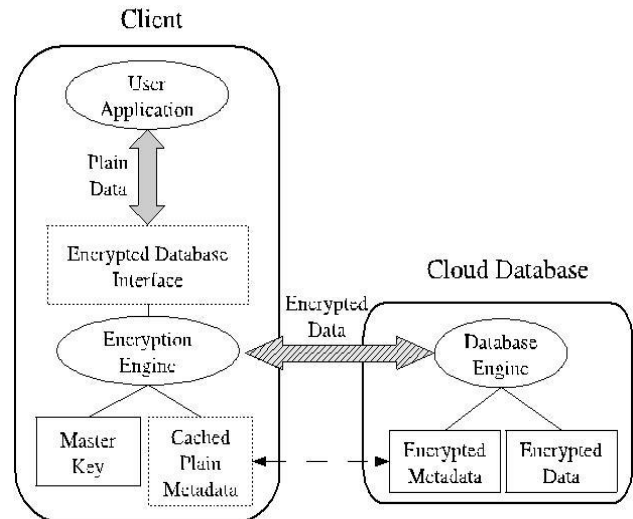 Client
User
Application
Plain
Data
Encrypted Database
Interface
Encryption
Engine
Master
Key
Cached
Plain
Metadata
Encrypted
Data
Cloud Database
Database
Engine
Encrypted
Metadata
Encrypted
Data